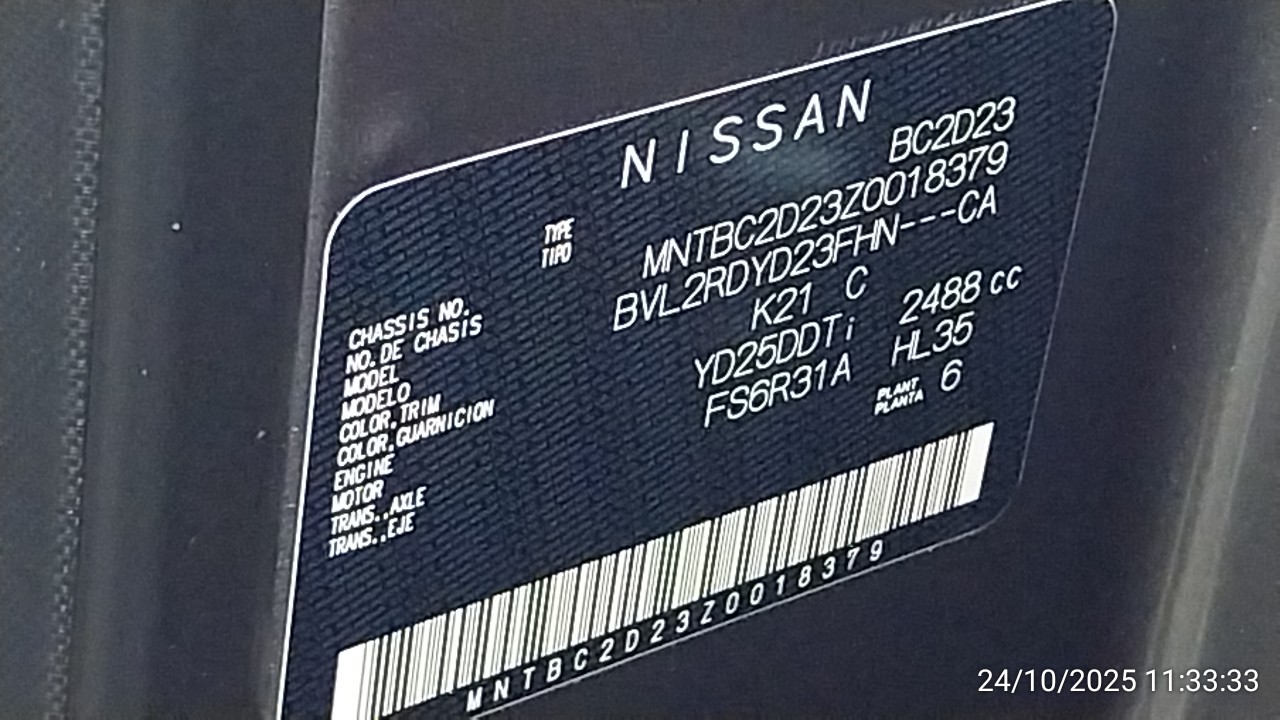 NISSAN
TYPE BC2D23
TIPO
CHASSIS NO. MNTBC2D23Z0018379
NO. DE CHASIS
MODEL BVL2RDYD23FHN---CA
MODELO
COLOR,TRIM K21 C
COLOR,GUARNICION
ENGINE YD25DDTi 2488 cc
MOTOR
TRANS.,AXLE FS6R31A HL35
TRANS.,EJE
PLANT 6
PLANTA
MNTBC2D23Z0018379
24/10/2025 11:33:33